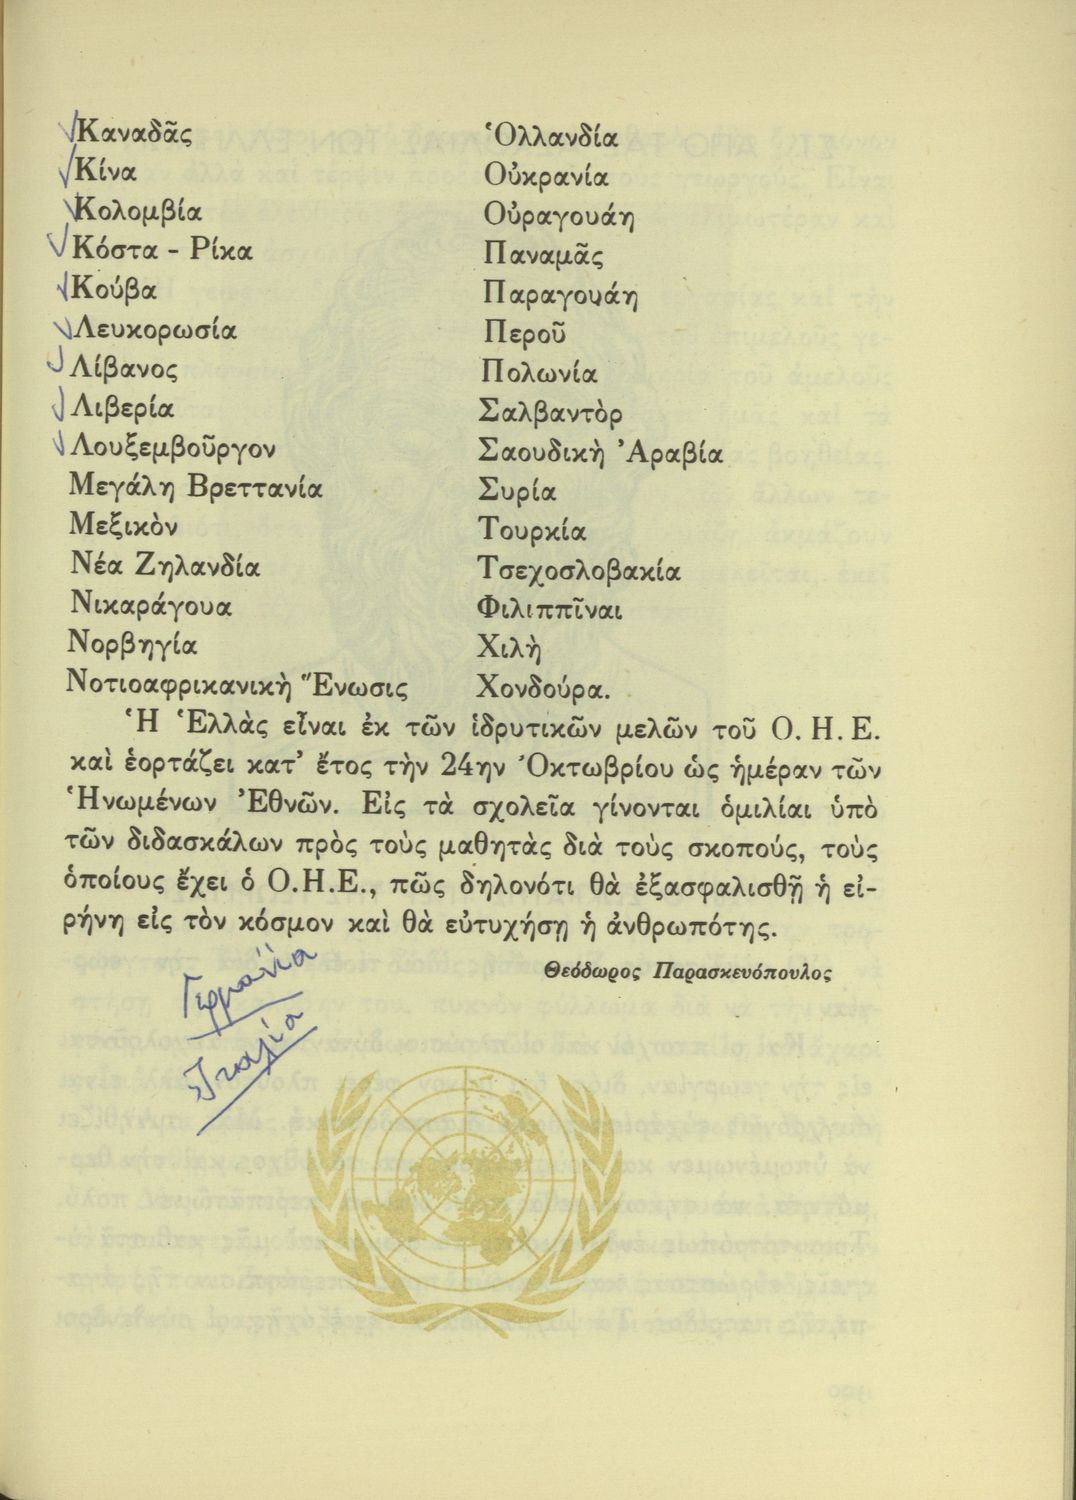 Καναδᾶς
Κίνα
Κολομβία
Κόστα - Ρίκα
Κούβα
Λευκορωσία
Λίβανος
Λιβερία
Λουξεμβοῦργον
Μεγάλη Βρεττανία
Μεξικὸν
Νέα Ζηλανδία
Νικαράγουα
Νορβηγία
Νοτιοαφρικανικὴ Ἕνωσις
Ὁλλανδία
Οὐκρανία
Οὐραγουάη
Παναμᾶς
Παραγουάη
Περοῦ
Πολωνία
Σαλβαντὸρ
Σαουδικὴ Ἀραβία
Συρία
Τουρκία
Τσεχοσλοβακία
Φιλιππῖναι
Χιλὴ
Χονδούρα.
Ἡ Ἑλλὰς εἶναι ἐκ τῶν ἱδρυτικῶν μελῶν τοῦ Ο. Η. Ε.
καὶ ἑορτάζει κατ’ ἔτος τὴν 24ην Ὀκτωβρίου ὡς ἡμέραν τῶν
Ἡνωμένων Ἐθνῶν. Εἰς τὰ σχολεῖα γίνονται ὁμιλίαι ὑπὸ
τῶν διδασκάλων πρὸς τοὺς μαθητὰς διὰ τοὺς σκοπούς, τοὺς
ὁποίους ἔχει ὁ Ο.Η.Ε., πῶς δηλονότι θὰ ἐξασφαλισθῇ ἡ εἰ-
ρήνη εἰς τὸν κόσμον καὶ θὰ εὐτυχήσῃ ἡ ἀνθρωπότης.
Θεόδωρος Παρασκευόπουλος
Γερμανία
Ἰταλία